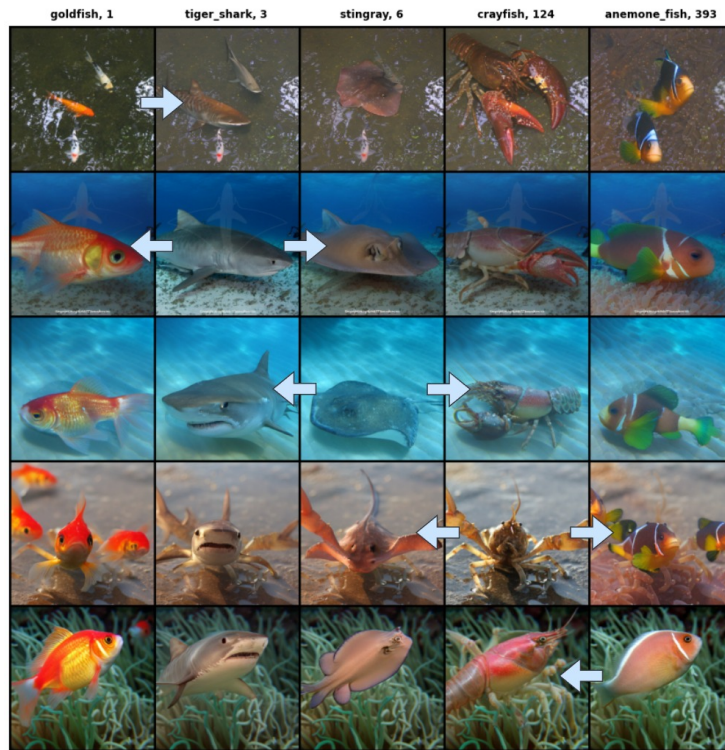 goldfish, 1
tiger_shark, 3
stingray, 6
crayfish, 124
anemone_fish, 393